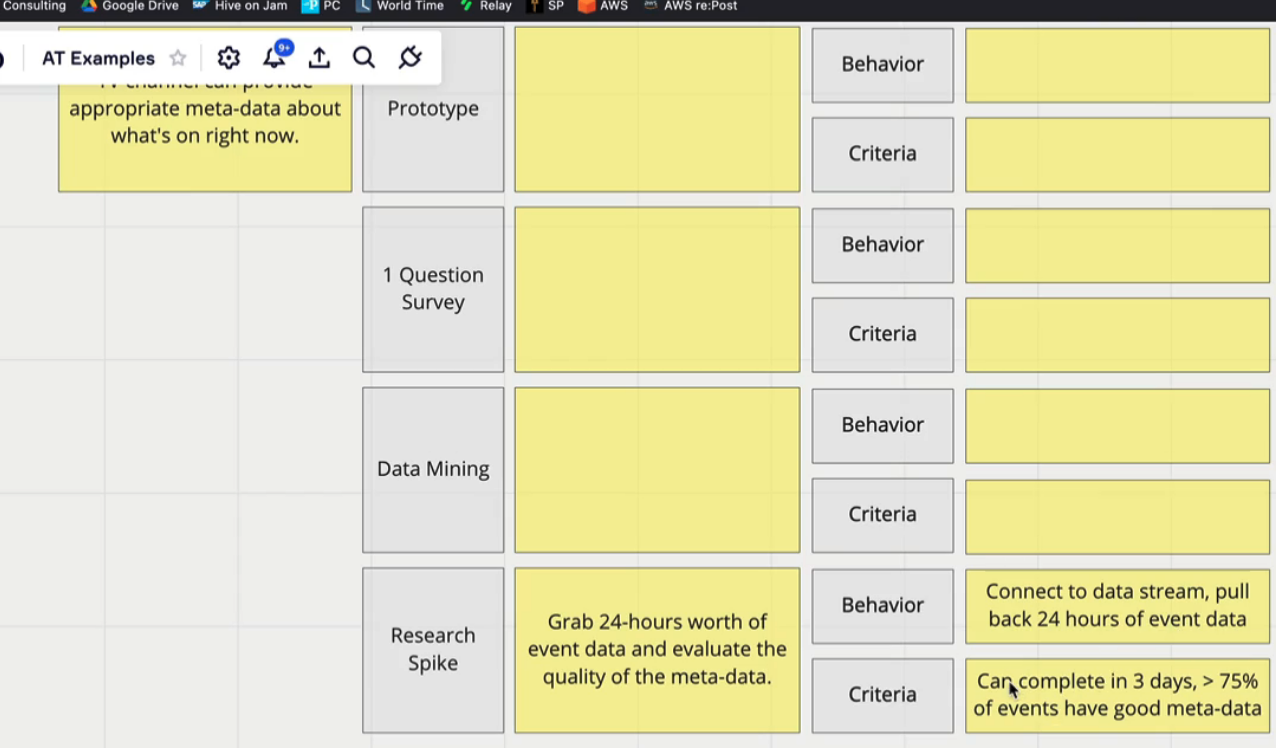 Consulting Google Drive Hive on Jam PC World Time Relay SP AWS AWS re:Post
AT Examples 9+
TV channel can provide
appropriate meta-data about
what's on right now.
Prototype
Behavior
Criteria
1 Question
Survey
Behavior
Criteria
Data Mining
Behavior
Criteria
Research
Spike
Grab 24-hours worth of
event data and evaluate the
quality of the meta-data.
Behavior
Connect to data stream, pull
back 24 hours of event data
Criteria
Can complete in 3 days, > 75%
of events have good meta-data